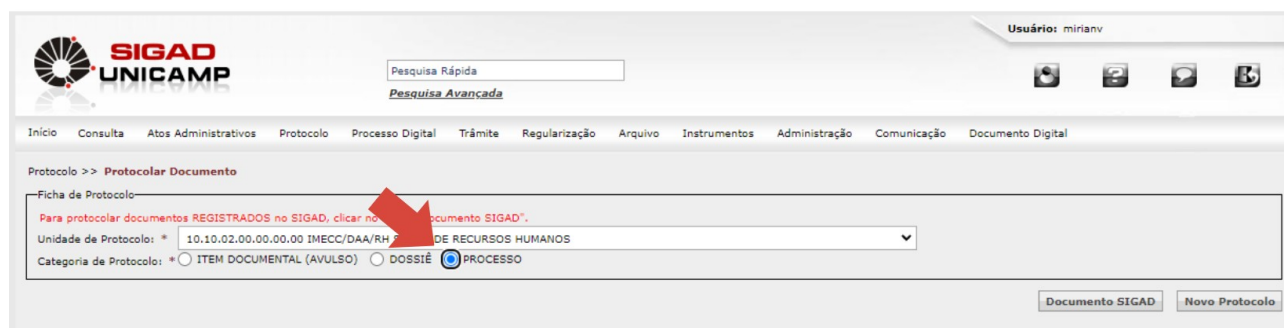 Usuário: mirianv
SIGAD
UNICAMP
Pesquisa Rápida
Pesquisa Avançada
Início Consulta Atos Administrativos Protocolo Processo Digital Trâmite Regularização Arquivo Instrumentos Administração Comunicação Documento Digital
Protocolo >> Protocolar Documento
Ficha de Protocolo
Para protocolar documentos REGISTRADOS no SIGAD, clicar no ocumento SIGAD".
Unidade de Protocolo: * 10.10.02.00.00.00.00 IMECC/DAA/RH DE RECURSOS HUMANOS
Categoria de Protocolo: * ITEM DOCUMENTAL (AVULSO) DOSSIÊ PROCESSO
Documento SIGAD Novo Protocolo